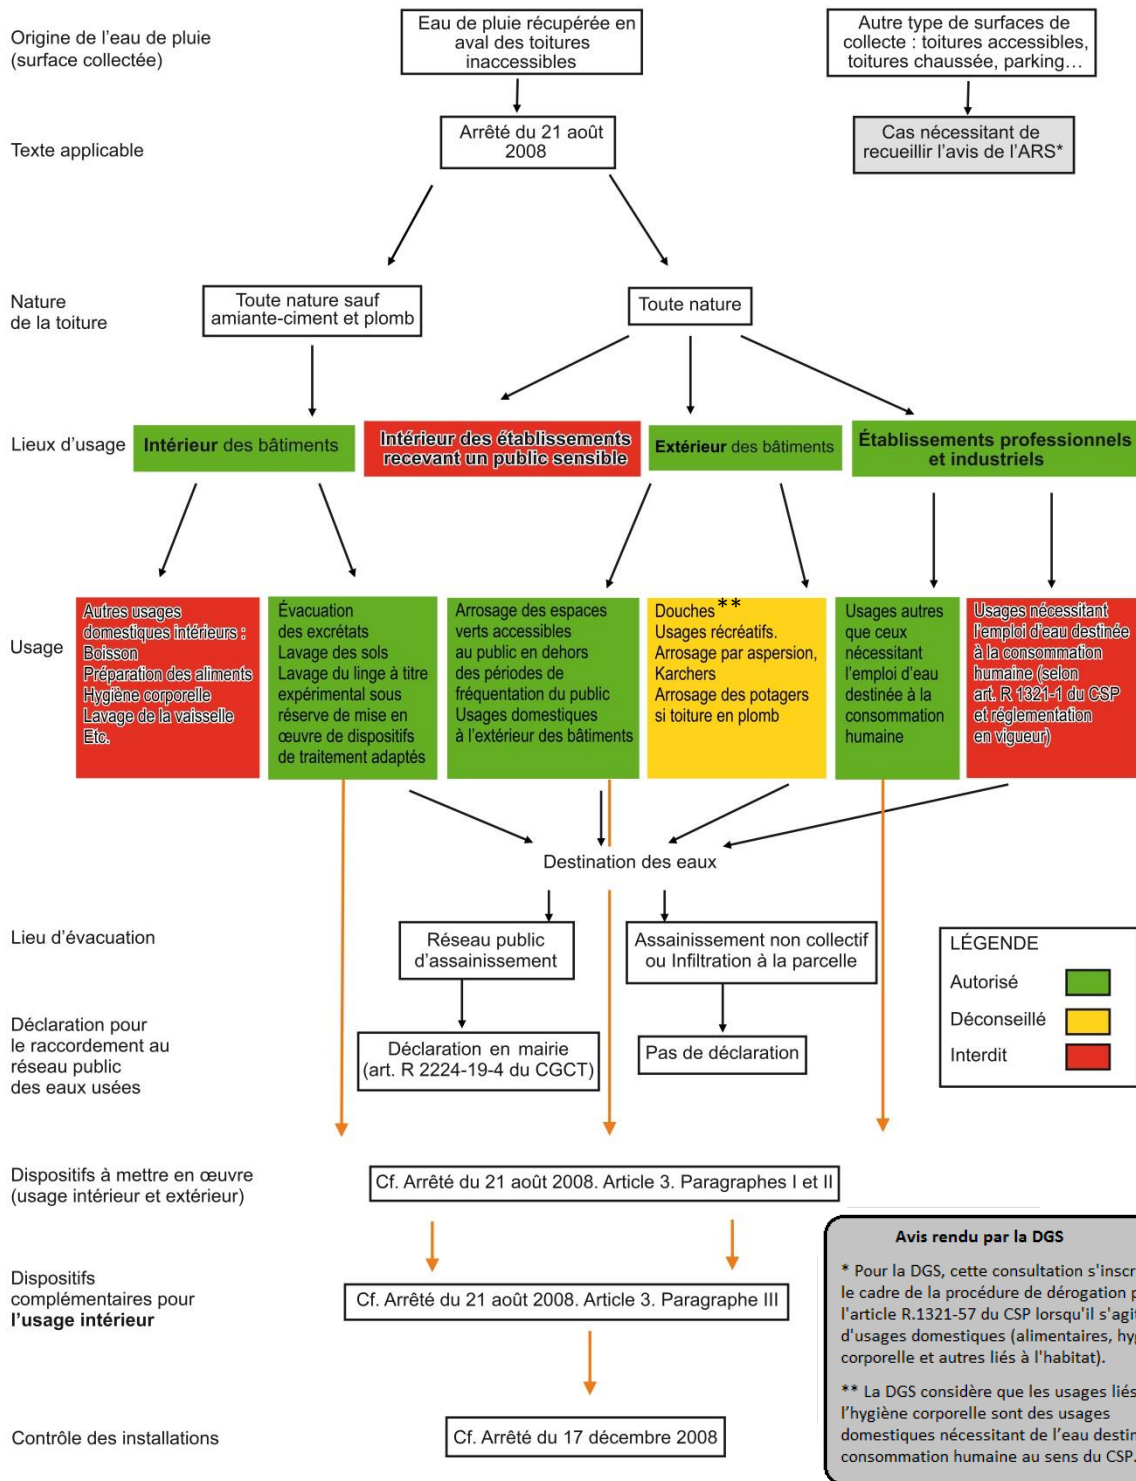 Origine de l'eau de pluie
(surface collectée)
Eau de pluie récupérée en
aval des toitures
inaccessibles
Autre type de surfaces de
collecte : toitures accessibles,
toitures chaussée, parking...
Texte applicable
Arrêté du 21 août
2008
Cas nécessitant de
recueillir l'avis de l'ARS*
Nature
de la toiture
Toute nature sauf
amiante-ciment et plomb
Toute nature
Lieux d'usage
Intérieur des bâtiments
Intérieur des établissements
recevant un public sensible
Extérieur des bâtiments
Établissements professionnels
et industriels
Usage
Autres usages
domestiques intérieurs :
Boisson
Préparation des aliments
Hygiène corporelle
Lavage de la vaisselle
Etc.
Évacuation
des excrétats
Lavage des sols
Lavage du linge à titre
expérimental sous
réserve de mise en
œuvre de dispositifs
de traitement adaptés
Arrosage des espaces
verts accessibles
au public en dehors
des périodes de
fréquentation du public
Usages domestiques
à l'extérieur des bâtiments
Douches**
Usages récréatifs.
Arrosage par aspersion,
Karchers
Arrosage des potagers
si toiture en plomb
Usages autres
que ceux
nécessitant
l'emploi d'eau
destinée à la
consommation
humaine
Usages nécessitant
l'emploi d'eau destinée
à la consommation
humaine (selon
art. R 1321-1 du CSP
et réglementation
en vigueur)
Destination des eaux
Lieu d'évacuation
Réseau public
d'assainissement
Assainissement non collectif
ou Infiltration à la parcelle
Déclaration pour
le raccordement au
réseau public
des eaux usées
Déclaration en mairie
(art. R 2224-19-4 du CGCT)
Pas de déclaration
LÉGENDE
Autorisé
Déconseillé
Interdit
Dispositifs à mettre en œuvre
(usage intérieur et extérieur)
Cf. Arrêté du 21 août 2008. Article 3. Paragraphes I et II
Dispositifs
complémentaires pour
l'usage intérieur
Cf. Arrêté du 21 août 2008. Article 3. Paragraphe III
Contrôle des installations
Cf. Arrêté du 17 décembre 2008
Avis rendu par la DGS
* Pour la DGS, cette consultation s'inscri
le cadre de la procédure de dérogation p
l'article R.1321-57 du CSP lorsqu'il s'agit
d'usages domestiques (alimentaires, hyg
corporelle et autres liés à l'habitat).
** La DGS considère que les usages liés
l'hygiène corporelle sont des usages
domestiques nécessitant de l'eau destin
consommation humaine au sens du CSP.